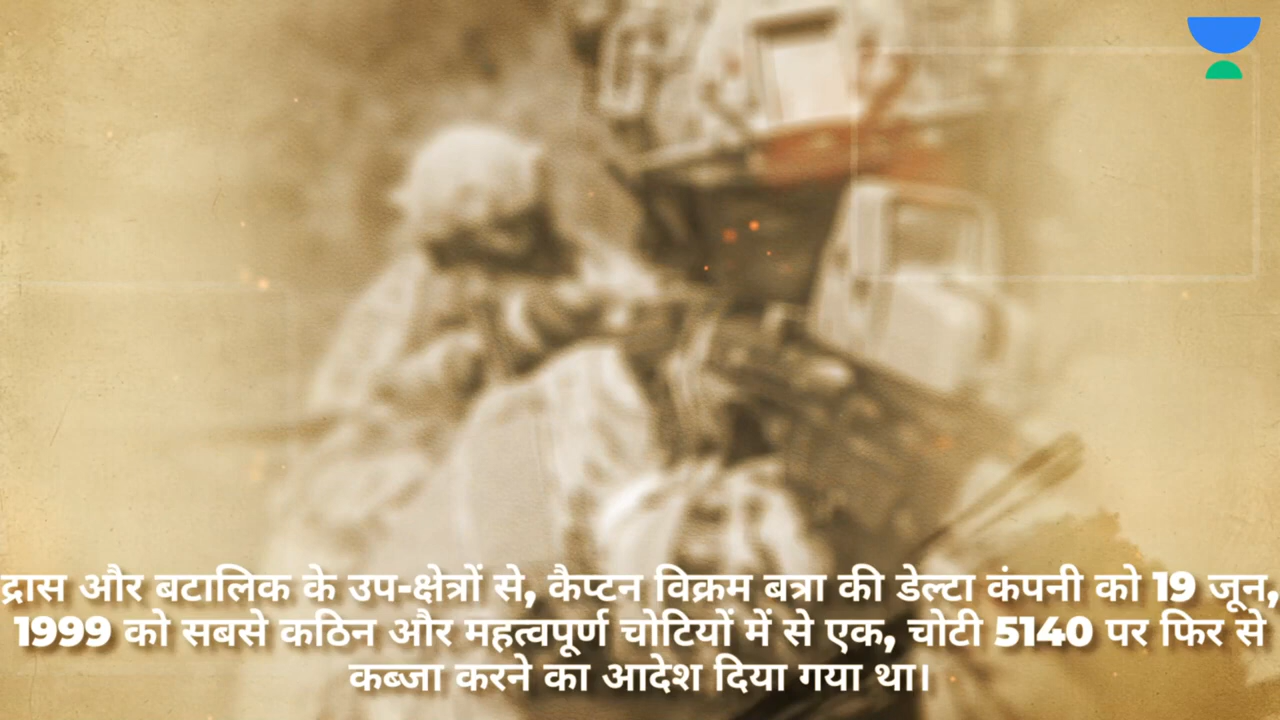 द्रास और बटालिक के उप-क्षेत्रों से, कैप्टन विक्रम बत्रा की डेल्टा कंपनी को 19 जून,
1999 को सबसे कठिन और महत्वपूर्ण चोटियों में से एक, चोटी 5140 पर फिर से
कब्जा करने का आदेश दिया गया था।